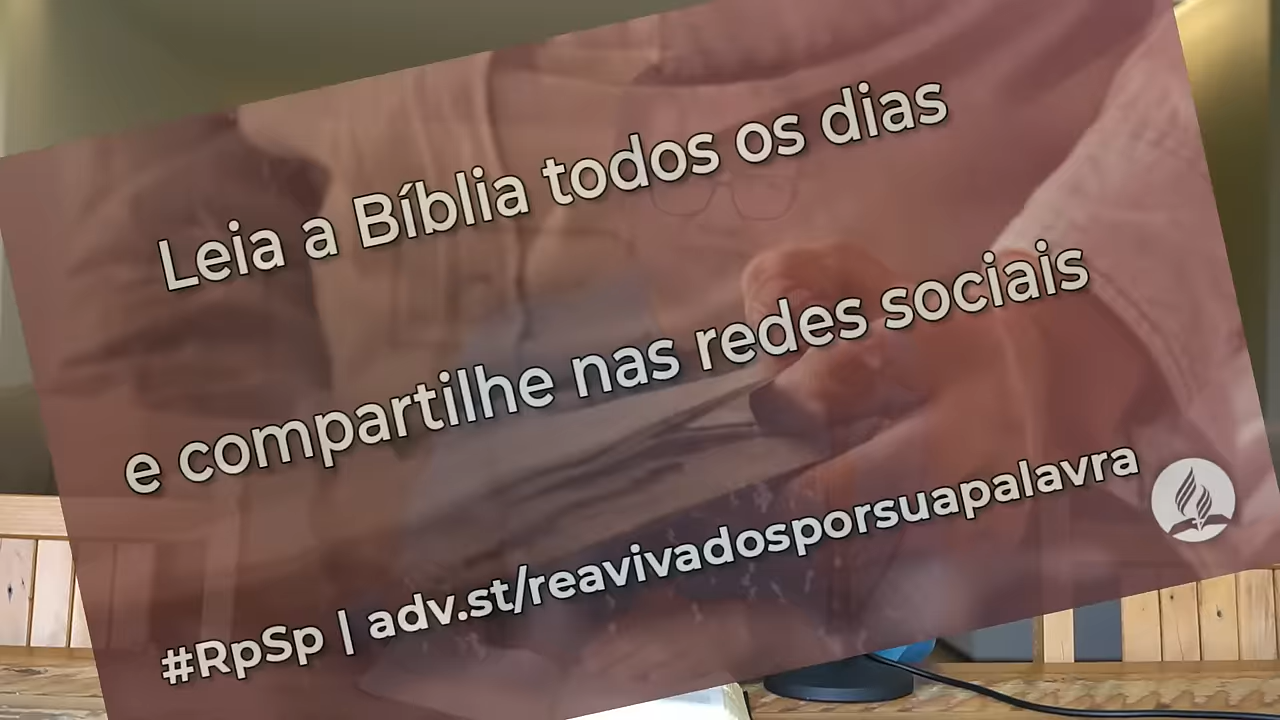 Leia a Bíblia todos os dias
e compartilhe nas redes sociais
#RpSp | adv.st/reavivadosporsuapalavra